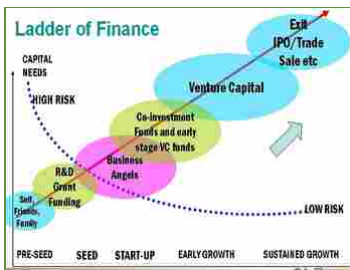 Ladder of Finance
Exit
IPO/Trade
Sale etc
CAPITAL
NEEDS
HIGH RISK
Venture Capital
Co-investment
Funds and early
stage VC funds
Business
Angels
R&D
Grant
Funding
Self,
Friends,
Family
LOW RISK
PRE-SEED SEED START-UP EARLY GROWTH SUSTAINED GROWTH